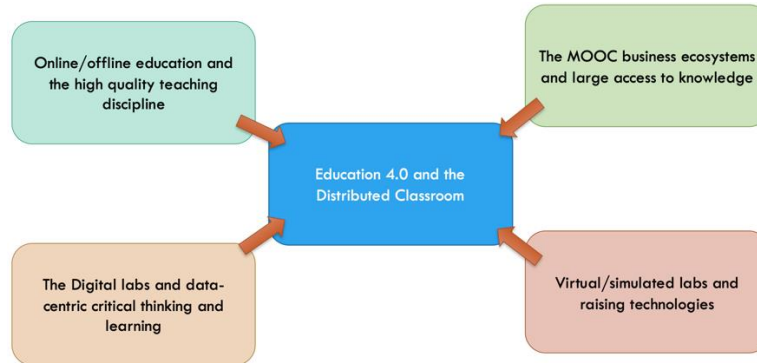 Online/offline education and
the high quality teaching
discipline
The MOOC business ecosystems
and large access to knowledge
Education 4.0 and the
Distributed Classroom
The Digital labs and data-
centric critical thinking and
learning
Virtual/simulated labs and
raising technologies